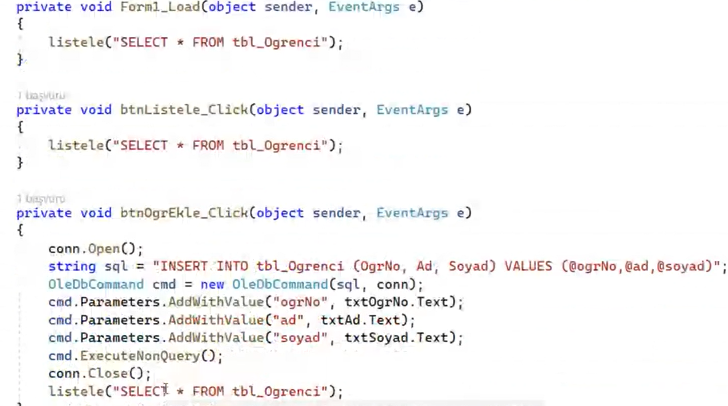 private void Form1_Load(object sender, EventArgs e)
{
listele("SELECT * FROM tbl_Ogrenci");
}
1 başvuru
private void btnListele_Click(object sender, EventArgs e)
{
listele("SELECT * FROM tbl_Ogrenci");
}
1 başvuru
private void btnOgrEkle_Click(object sender, EventArgs e)
{
conn.Open();
string sql = "INSERT INTO tbl_Ogrenci (OgrNo, Ad, Soyad) VALUES (@ogrNo,@ad,@soyad)";
OleDbCommand cmd = new OleDbCommand(sql, conn);
cmd.Parameters.AddWithValue("ogrNo", txtOgrNo.Text);
cmd.Parameters.AddWithValue("ad", txtAd.Text);
cmd.Parameters.AddWithValue("soyad", txtSoyad.Text);
cmd.ExecuteNonQuery();
conn.Close();
listele("SELECT * FROM tbl_Ogrenci");